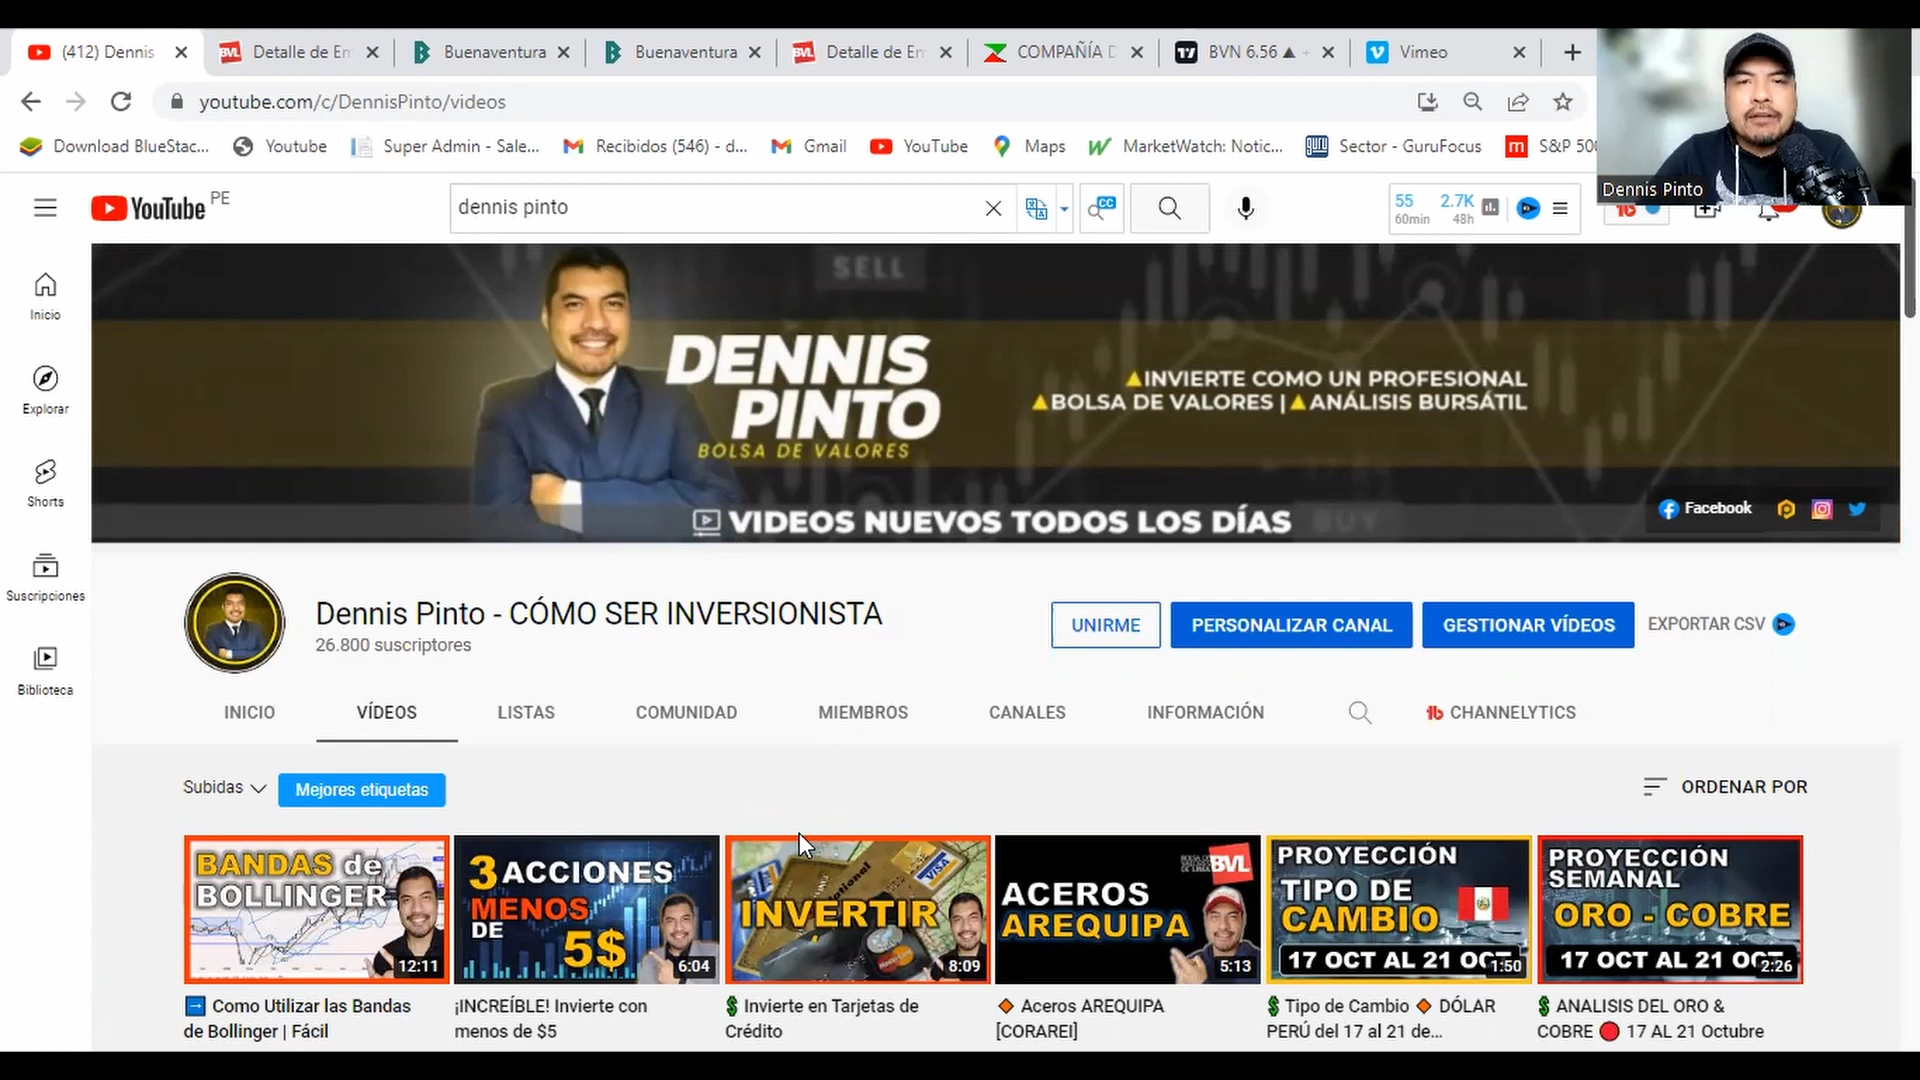 (412) Dennis
BVL Detalle de Em
Buenaventura
Buenaventura
BVL Detalle de Em
COMPAÑÍA D
BVN 6.56 ▲
Vimeo
youtube.com/c/DennisPinto/videos
Download BlueStac...
Youtube
Super Admin - Sale...
Recibidos (546) - d...
Gmail
YouTube
Maps
MarketWatch: Notic...
Sector - GuruFocus
m S&P 500
Dennis Pinto
YouTube PE
dennis pinto
CC
55
60min
2.7K
48h
Inicio
Explorar
Shorts
Suscripciones
Biblioteca
SELL
DENNIS
PINTO
BOLSA DE VALORES
▲INVIERTE COMO UN PROFESIONAL
▲BOLSA DE VALORES | ▲ANÁLISIS BURSÁTIL
VIDEOS NUEVOS TODOS LOS DÍAS
BUY
Facebook
Dennis Pinto - CÓMO SER INVERSIONISTA
26.800 suscriptores
UNIRME
PERSONALIZAR CANAL
GESTIONAR VÍDEOS
EXPORTAR CSV
INICIO
VÍDEOS
LISTAS
COMUNIDAD
MIEMBROS
CANALES
INFORMACIÓN
CHANNELYTICS
Subidas
Mejores etiquetas
ORDENAR POR
BANDAS de
BOLLINGER
12:11
3 ACCIONES
MENOS
DE 5$
6:04
VISA
INVERTIR
8:09
BVL
ACEROS
AREQUIPA
5:13
PROYECCIÓN
TIPO DE
CAMBIO
17 OCT AL 21 OCT
1:50
PROYECCIÓN
SEMANAL
ORO - COBRE
17 OCT AL 21 OCT
2:26
Como Utilizar las Bandas
de Bollinger | Fácil
¡INCREÍBLE! Invierte con
menos de $5
Invierte en Tarjetas de
Crédito
Aceros AREQUIPA
[CORAREI]
Tipo de Cambio DÓLAR
PERÚ del 17 al 21 de...
ANALISIS DEL ORO &
COBRE 17 AL 21 Octubre